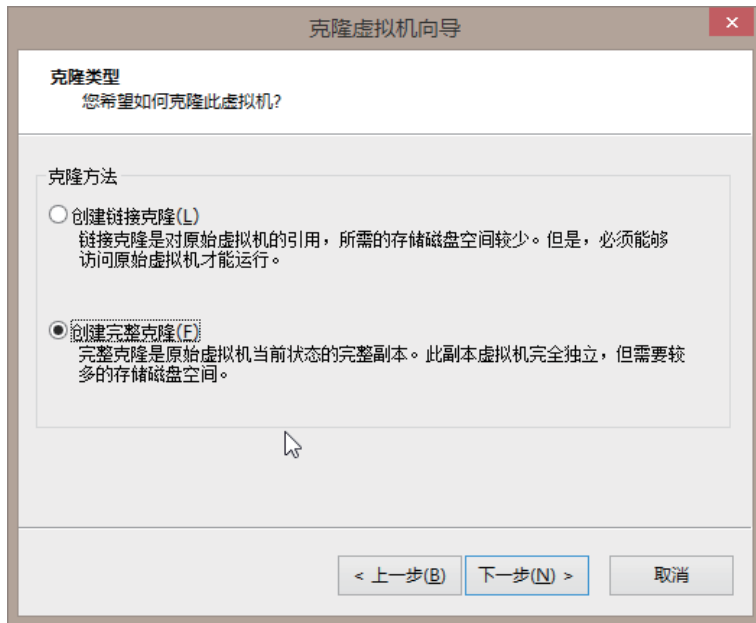 克隆虚拟机向导
克隆类型
您希望如何克隆此虚拟机?
克隆方法
创建链接克隆(L)
链接克隆是对原始虚拟机的引用，所需的存储磁盘空间较少。但是，必须能够
访问原始虚拟机才能运行。
创建完整克隆(F)
完整克隆是原始虚拟机当前状态的完整副本。此副本虚拟机完全独立，但需要较
多的存储磁盘空间。
< 上一步(B)
下一步(N) >
取消